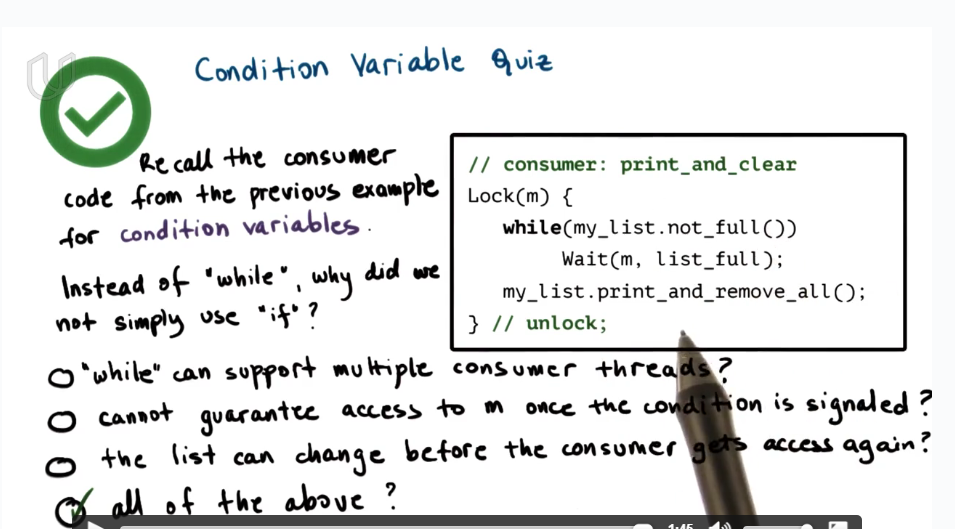 Condition Variable Quiz
Recall the consumer
code from the previous example
for condition variables.
Instead of "while", why did we
not simply use "if"?
// consumer: print_and_clear
Lock(m) {
while(my_list.not_full())
Wait(m, list_full);
my_list.print_and_remove_all();
} // unlock;
"while" can support multiple consumer threads?
cannot guarantee access to m once the condition is signaled?
the list can change before the consumer gets access again?
all of the above ?
1:45